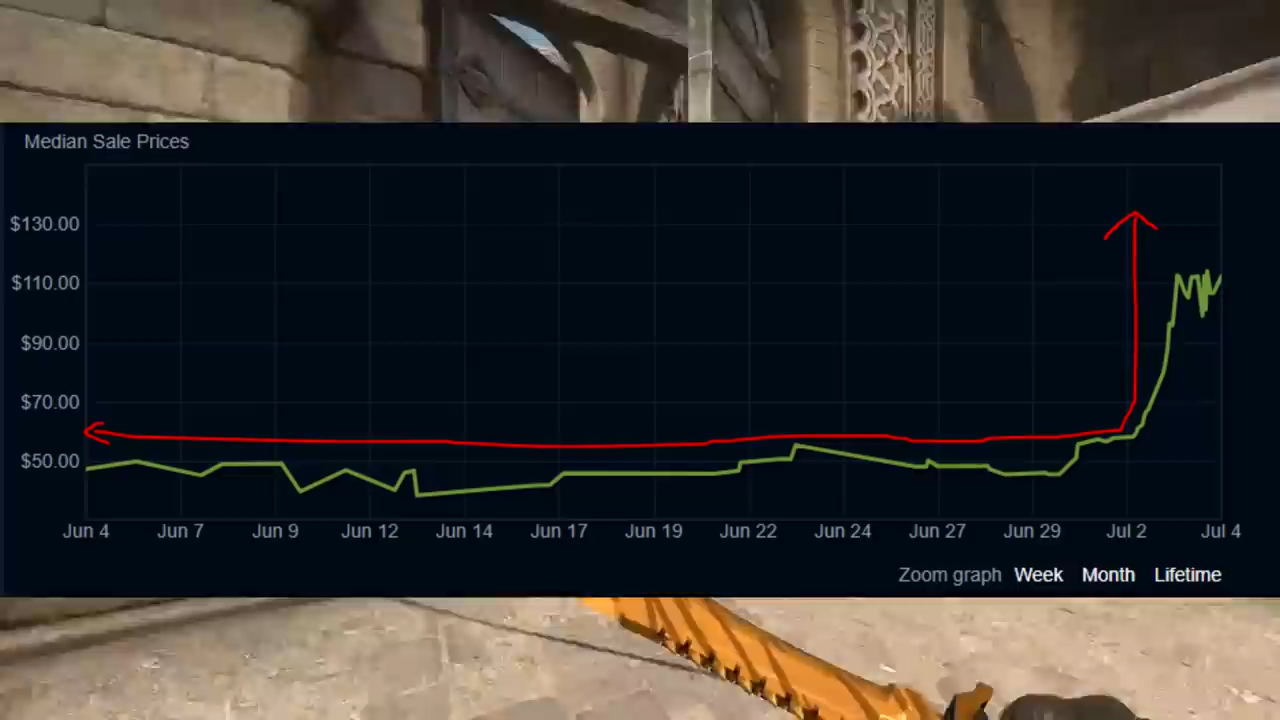 Median Sale Prices
$130.00
$110.00
$90.00
$70.00
$50.00
Jun 4 Jun 7 Jun 9 Jun 12 Jun 14 Jun 17 Jun 19 Jun 22 Jun 24 Jun 27 Jun 29 Jul 2 Jul 4
Zoom graph Week Month Lifetime